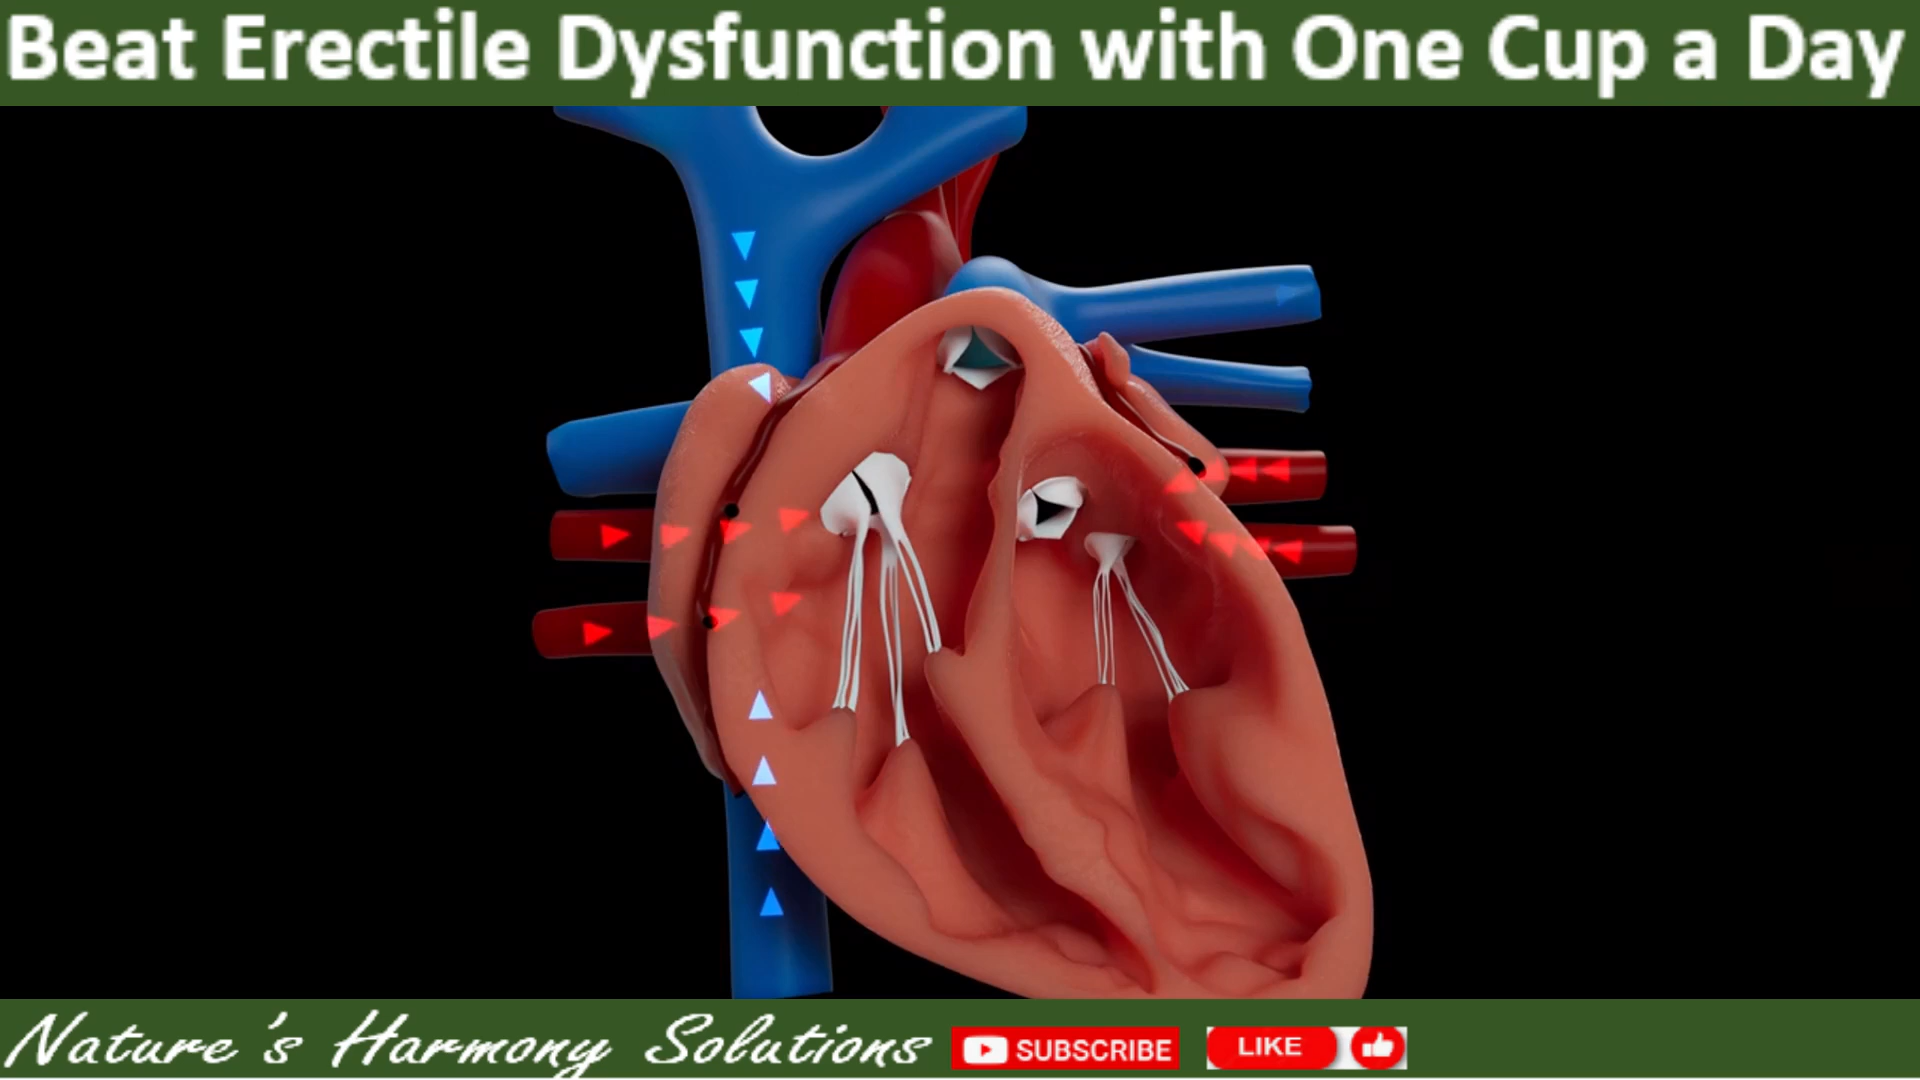 Beat Erectile Dysfunction with One Cup a Day
Nature's Harmony Solutions
SUBSCRIBE
LIKE